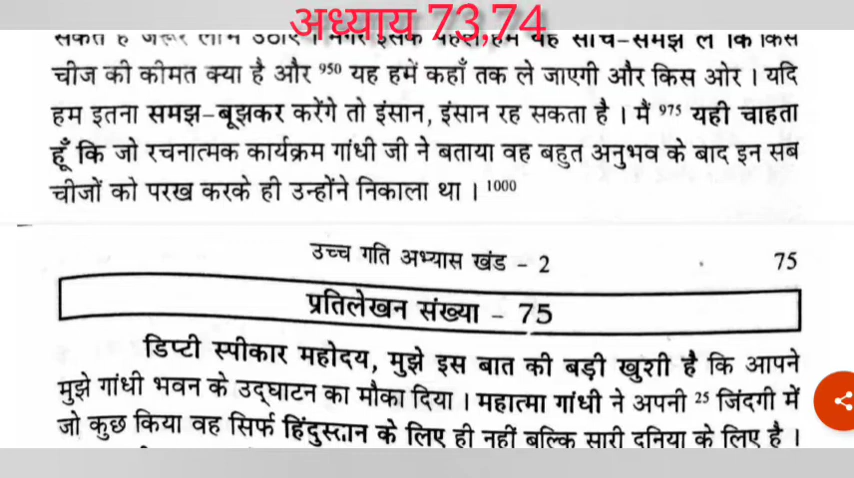 अध्याय 73,74
चीज की कीमत क्या है और 950 यह हमें कहाँ तक ले जाएगी और किस ओर । यदि
हम इतना समझ-बूझकर करेंगे तो इंसान, इंसान रह सकता है । मैं 975 यही चाहता
हूँ कि जो रचनात्मक कार्यक्रम गांधी जी ने बताया वह बहुत अनुभव के बाद इन सब
चीजों को परख करके ही उन्होंने निकाला था । 1000
उच्च गति अभ्यास खंड - 2 75
प्रतिलेखन संख्या - 75
डिप्टी स्पीकार महोदय, मुझे इस बात की बड़ी खुशी है कि आपने
मुझे गांधी भवन के उद्घाटन का मौका दिया । महात्मा गांधी ने अपनी 25 जिंदगी में
जो कुछ किया वह सिर्फ हिंदुस्तान के लिए ही नहीं बल्कि सारी दुनिया के लिए है ।